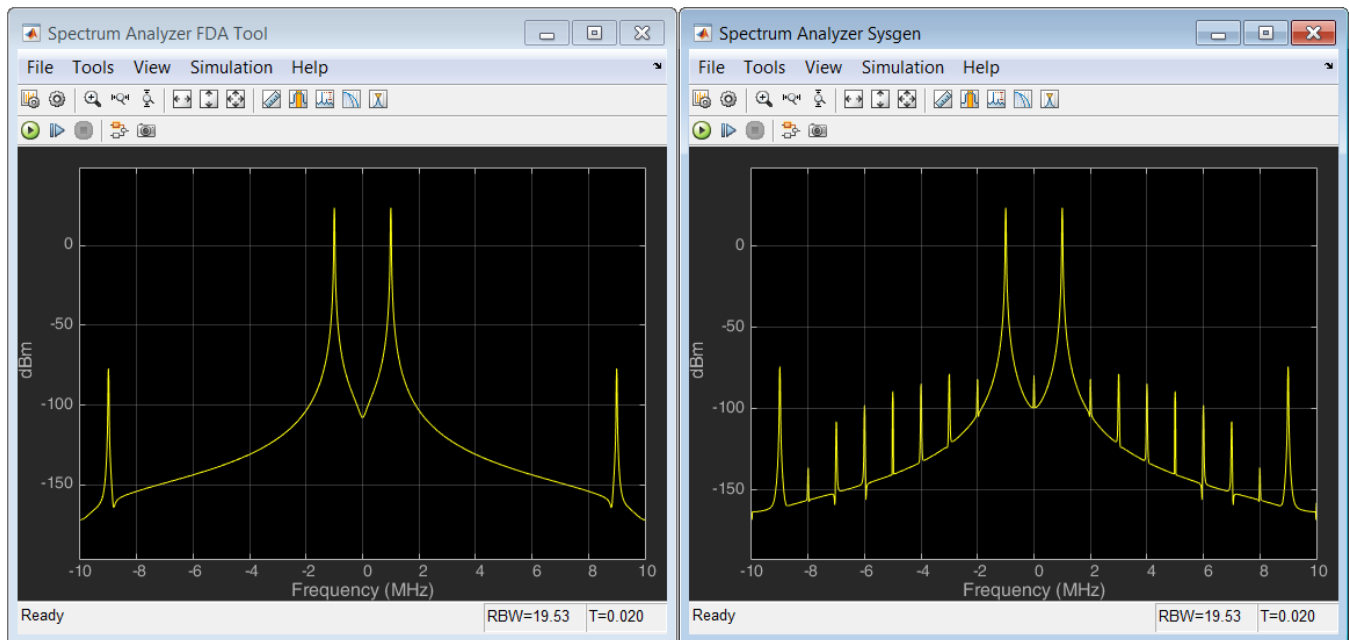 Spectrum Analyzer FDA Tool
File Tools View Simulation Help
0
-50
-100
-150
dBm
-10 -8 -6 -4 -2 0 2 4 6 8 10
Frequency (MHz)
Ready RBW=19.53 T=0.020
Spectrum Analyzer Sysgen
File Tools View Simulation Help
0
-50
-100
-150
dBm
-10 -8 -6 -4 -2 0 2 4 6 8 10
Frequency (MHz)
Ready RBW=19.53 T=0.020